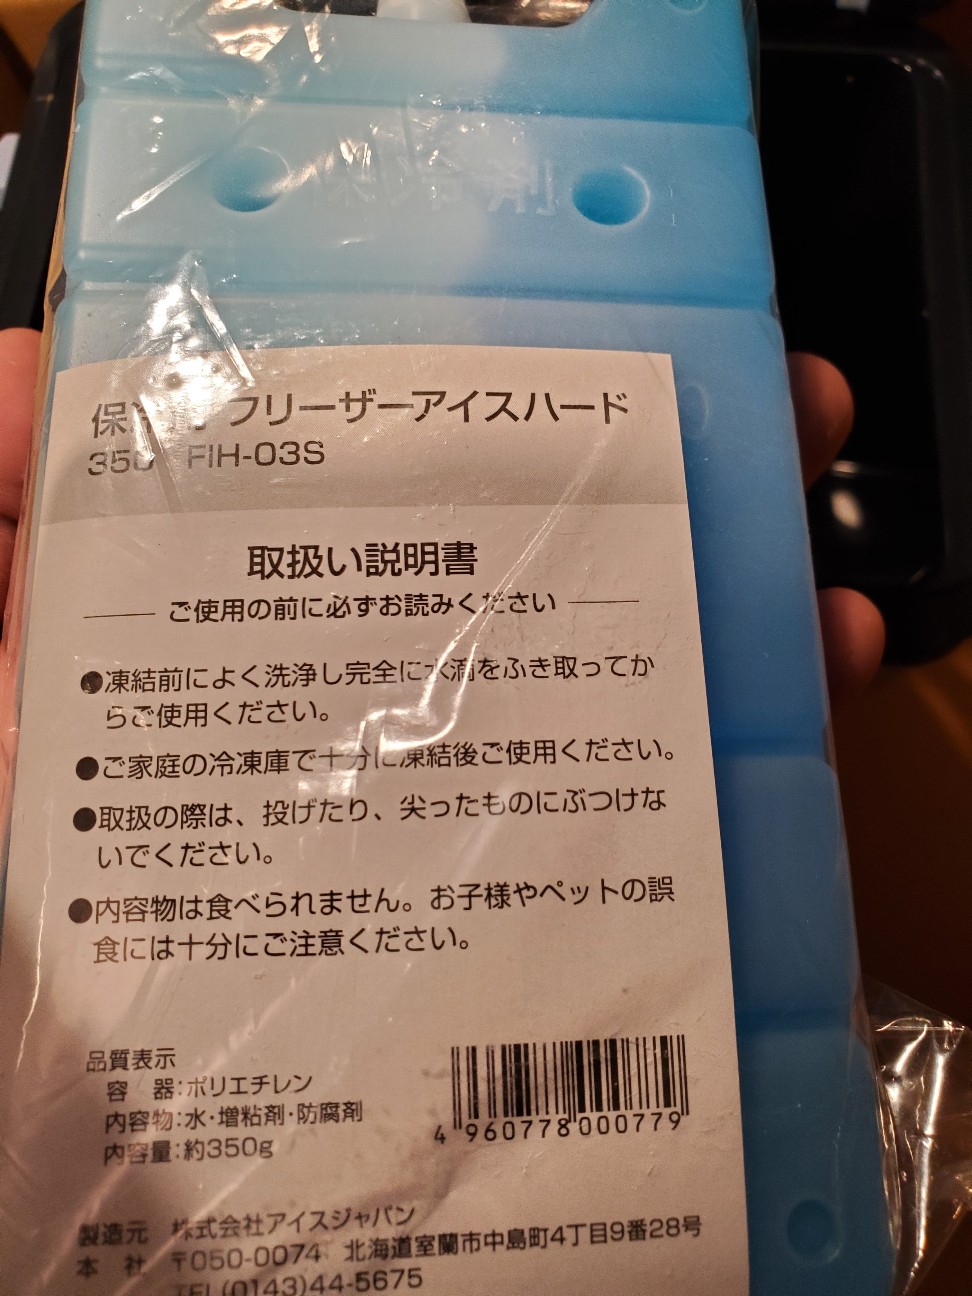 保冷剤 フリーザーアイスハード
350 FIH-03S
取扱い説明書
ご使用の前に必ずお読みください
●凍結前によく洗浄し完全に水滴をふき取ってか
らご使用ください。
●ご家庭の冷凍庫で十分に凍結後ご使用ください。
●取扱の際は、投げたり、尖ったものにぶつけな
いでください。
●内容物は食べられません。お子様やペットの誤
食には十分にご注意ください。
品質表示
容 器:ポリエチレン
内容物:水・増粘剤・防腐剤
内容量:約350g
4 960778 000779
製造元 株式会社アイスジャパン
本 社 〒050-0074 北海道室蘭市中島町4丁目9番28号
TEL(0143)44-5675